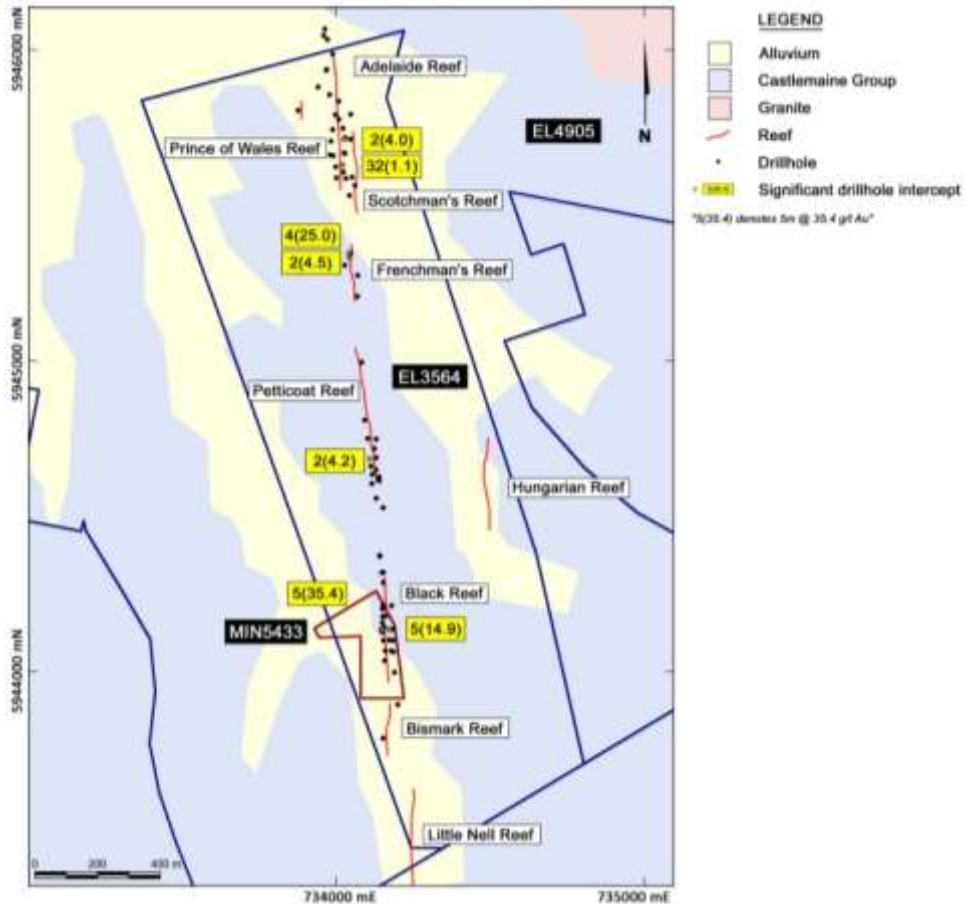 LEGEND
Alluvium
Castlemaine Group
Granite
Reef
Drillhole
Significant drillhole intercept
"5(35.4) denotes 5m @ 35.4 g/t Au"
5946000 mN
5945000 mN
5944000 mN
Adelaide Reef
EL4905
N
2(4.0)
Prince of Wales Reef
32(1.1)
Scotchman's Reef
4(25.0)
2(4.5)
Frenchman's Reef
EL3564
Petticoat Reef
2(4.2)
Hungarian Reef
5(35.4)
Black Reef
MIN5433
5(14.9)
Bismark Reef
Little Nell Reef
0 200 400 m
734000 mE
735000 mE